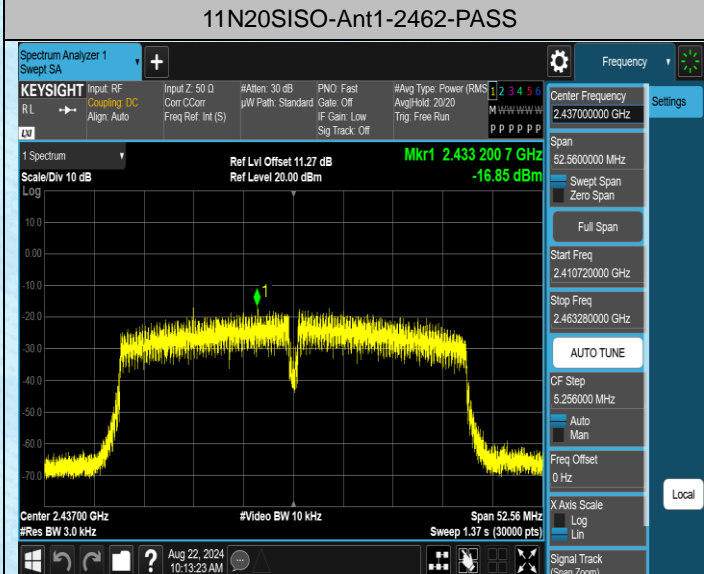 11N20SISO-Ant1-2462-PASS
Spectrum Analyzer 1
Swept SA
Frequency
KEYSIGHT
RL
LXI
Input: RF
Coupling: DC
Align: Auto
Input Z: 50 Ω
Corr CCorr
Freq Ref: Int (S)
#Atten: 30 dB
µW Path: Standard
PNO: Fast
Gate: Off
IF Gain: Low
Sig Track: Off
#Avg Type: Power (RMS
Avg|Hold: 20/20
Trig: Free Run
1 2 3 4 5 6
M W W W W W
P P P P P P
1 Spectrum
Scale/Div 10 dB
Log
Ref Lvl Offset 11.27 dB
Ref Level 20.00 dBm
Mkr1 2.433 200 7 GHz
-16.85 dBm
10.0
0.00
-10.0
-20.0
-30.0
-40.0
-50.0
-60.0
-70.0
1
Center 2.43700 GHz
#Res BW 3.0 kHz
#Video BW 10 kHz
Span 52.56 MHz
Sweep 1.37 s (30000 pts)
Aug 22, 2024
10:13:23 AM
Center Frequency
2.437000000 GHz
Settings
Span
52.5600000 MHz
Swept Span
Zero Span
Full Span
Start Freq
2.410720000 GHz
Stop Freq
2.463280000 GHz
AUTO TUNE
CF Step
5.256000 MHz
Auto
Man
Freq Offset
0 Hz
X Axis Scale
Log
Lin
Local
Signal Track
(Span Zoom)